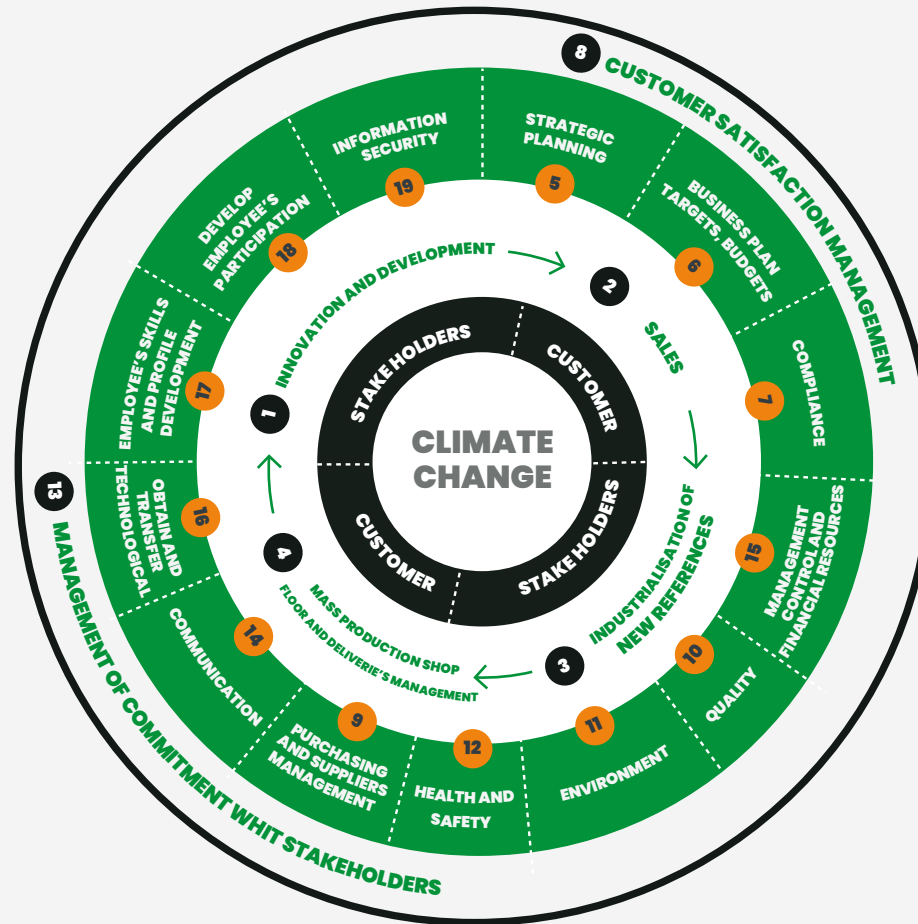 8
CUSTOMER SATISFACTION MANAGEMENT
STRATEGIC
PLANNING
5
BUSINESS PLAN
TARGETS, BUDGETS
6
COMPLIANCE
7
MANAGEMENT
CONTROL AND
FINANCIAL RESOURCES
15
QUALITY
10
ENVIRONMENT
11
HEALTH AND
SAFETY
12
PURCHASING
AND SUPPLIERS
MANAGEMENT
9
COMMUNICATION
14
OBTAIN AND
TRANSFER
TECHNOLOGICAL
16
EMPLOYEE'S SKILLS
AND PROFILE
DEVELOPMENT
17
DEVELOP
EMPLOYEE'S
PARTICIPATION
18
INFORMATION
SECURITY
19
1
INNOVATION AND DEVELOPMENT
2
SALES
INDUSTRIALISATION OF
NEW REFERENCES
3
MASS PRODUCTION SHOP
FLOOR AND DELIVERIE'S MANAGEMENT
4
STAKE HOLDERS
CUSTOMER
STAKE HOLDERS
CUSTOMER
CLIMATE
CHANGE
13
MANAGEMENT OF COMMITMENT WHIT STAKEHOLDERS